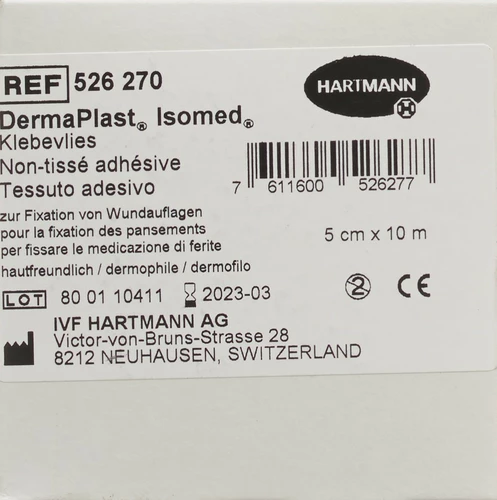 REF 526 270
HARTMANN
DermaPlast® Isomed®
Klebevlies
Non-tissé adhésive
Tessuto adesivo
7 611600 526277
zur Fixation von Wundauflagen
pour la fixation des pansements
per fissare le medicazione di ferite
5 cm x 10 m
hautfreundlich / dermophile / dermofilo
LOT 80 01 10411 2023-03
2 CE
IVF HARTMANN AG
Victor-von-Bruns-Strasse 28
8212 NEUHAUSEN, SWITZERLAND